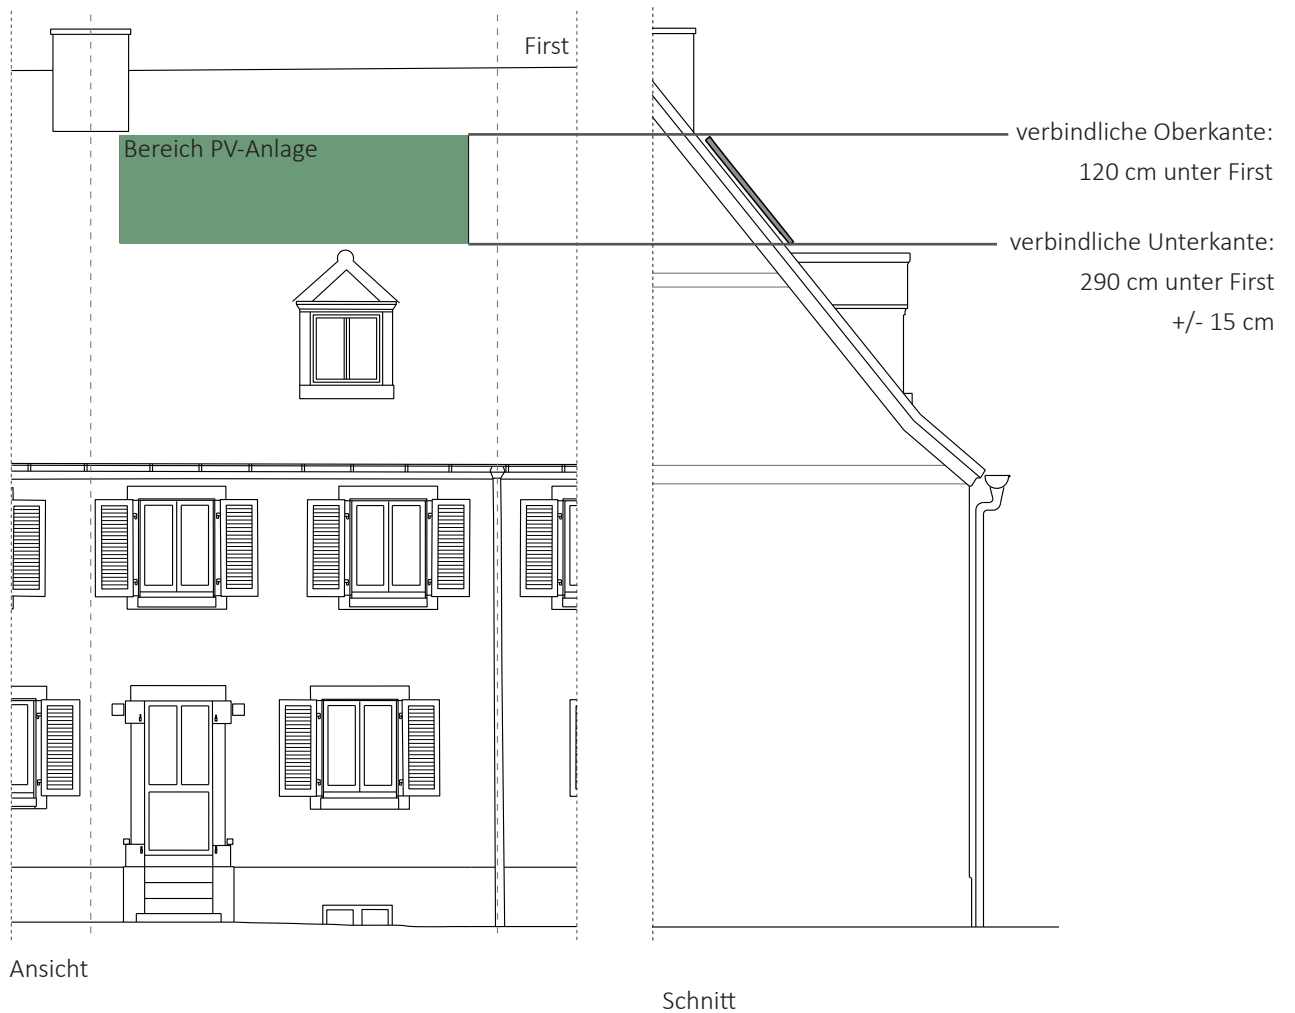 First
Bereich PV-Anlage
verbindliche Oberkante:
120 cm unter First
verbindliche Unterkante:
290 cm unter First
+/- 15 cm
Ansicht
Schnitt